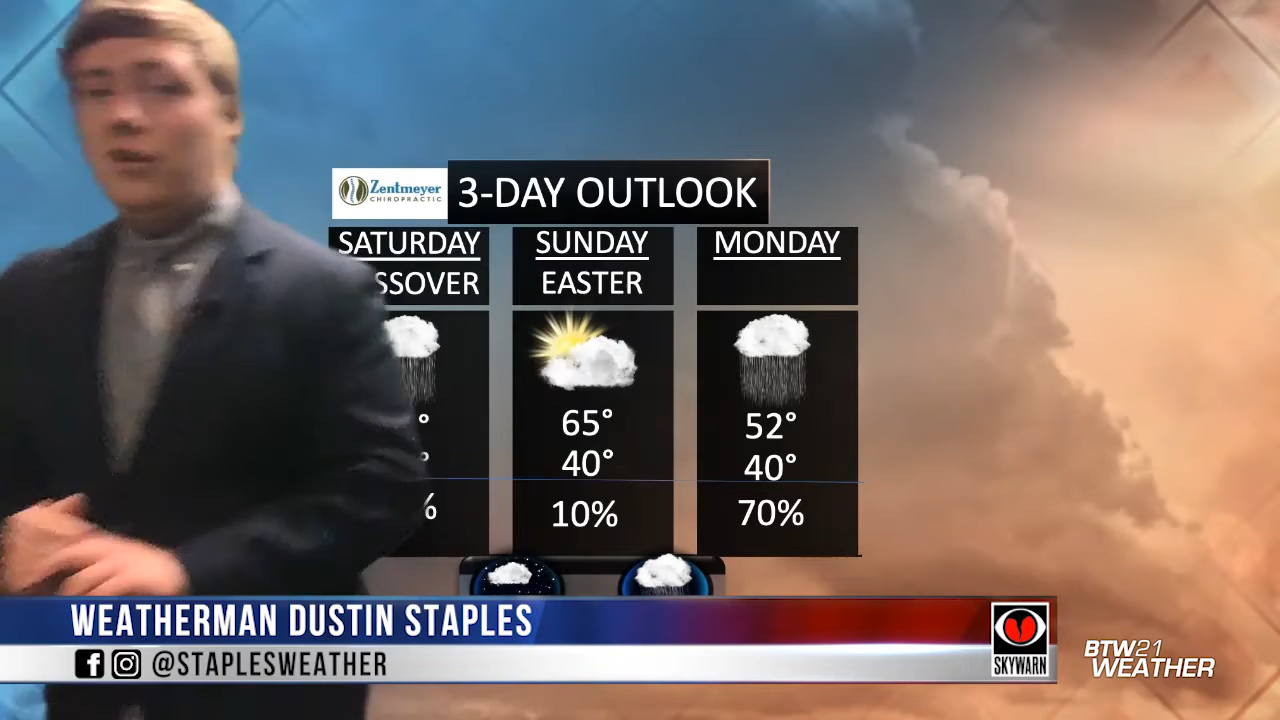 Zentmeyer
CHIROPRACTIC
3-DAY OUTLOOK
SATURDAY
SUNDAY
MONDAY
SSOVER
EASTER
°
65°
52°
°
40°
40°
%
10%
70%
WEATHERMAN DUSTIN STAPLES
@STAPLESWEATHER
SKYWARN
BTW21
WEATHER